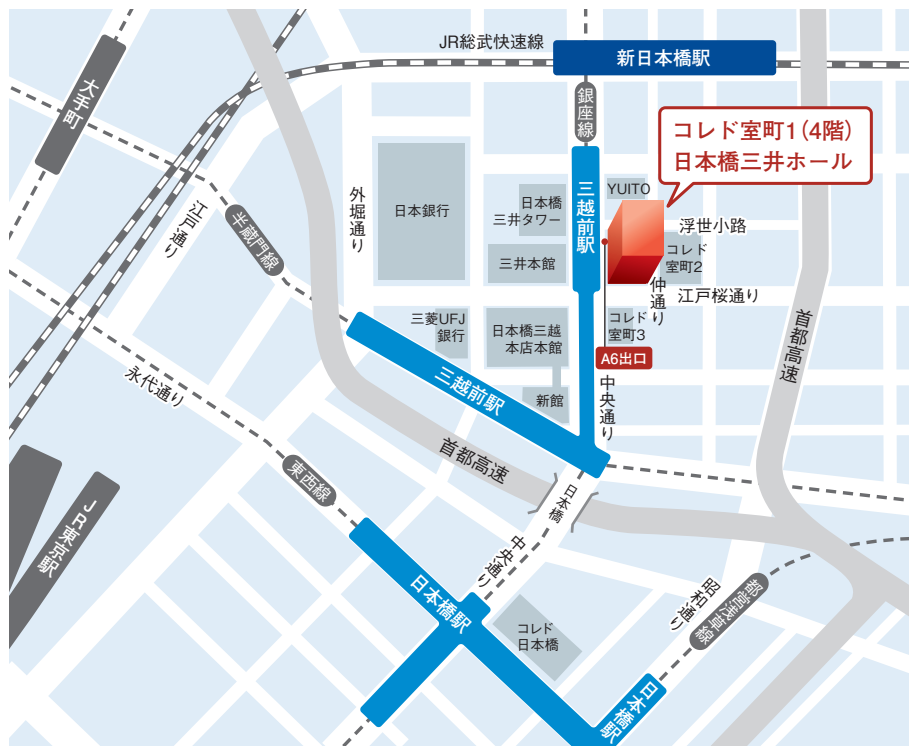 JR総武快速線
新日本橋駅
大手町
銀座線
コレド室町1(4階)
日本橋三井ホール
三越前駅
YUITO
日本橋
三井タワー
外堀通り
日本銀行
江戸通り
半蔵門線
浮世小路
コレド
室町2
三井本館
仲通り
江戸桜通り
三菱UFJ
銀行
日本橋三越
本店本館
コレド
室町3
首都高速
A6出口
永代通り
三越前駅
新館
中央通り
首都高速
東西線
日本橋
JR東京駅
中央通り
日本橋駅
コレド
日本橋
昭和通り
都営浅草線
日本橋駅